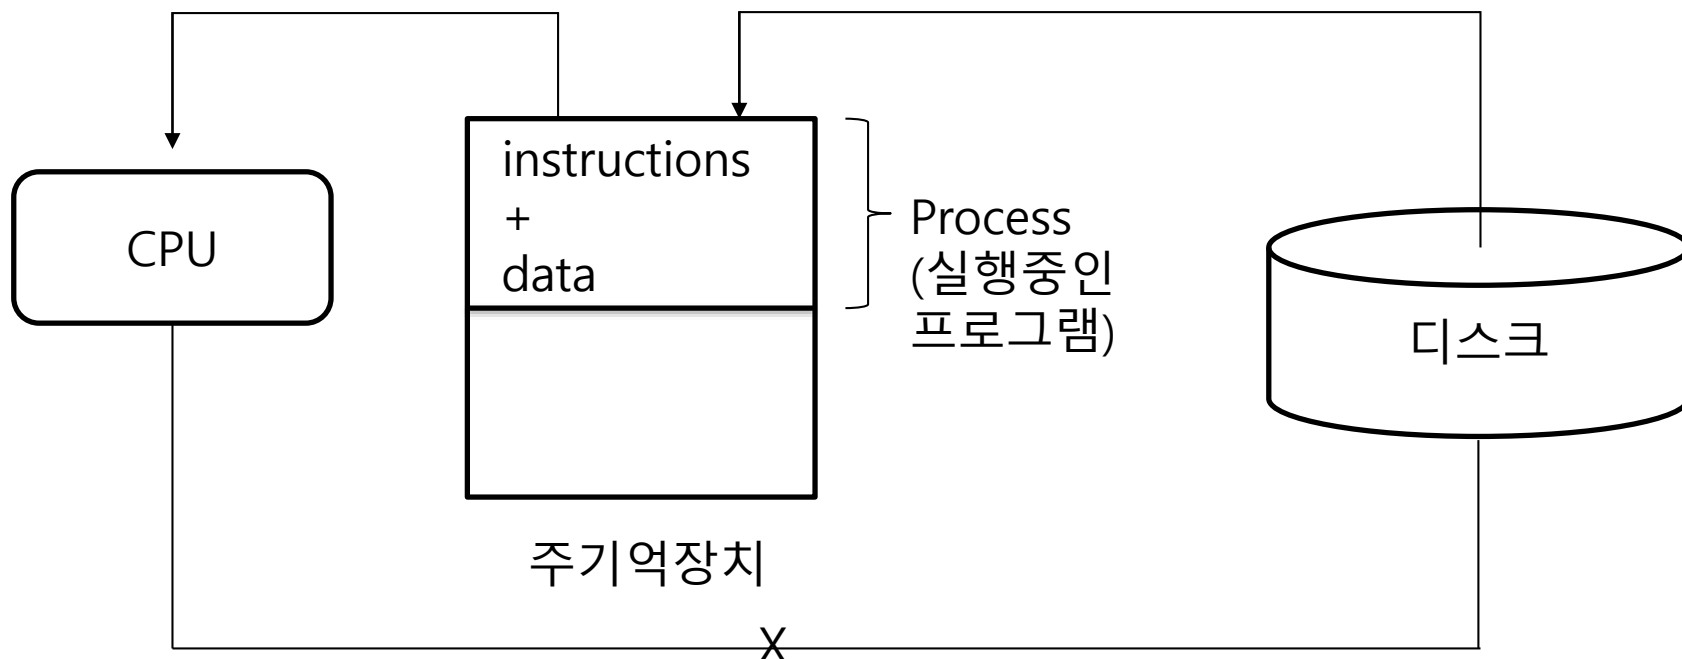 instructions
+
data
CPU
Process
(실행중인
프로그램)
디스크
주기억장치
X